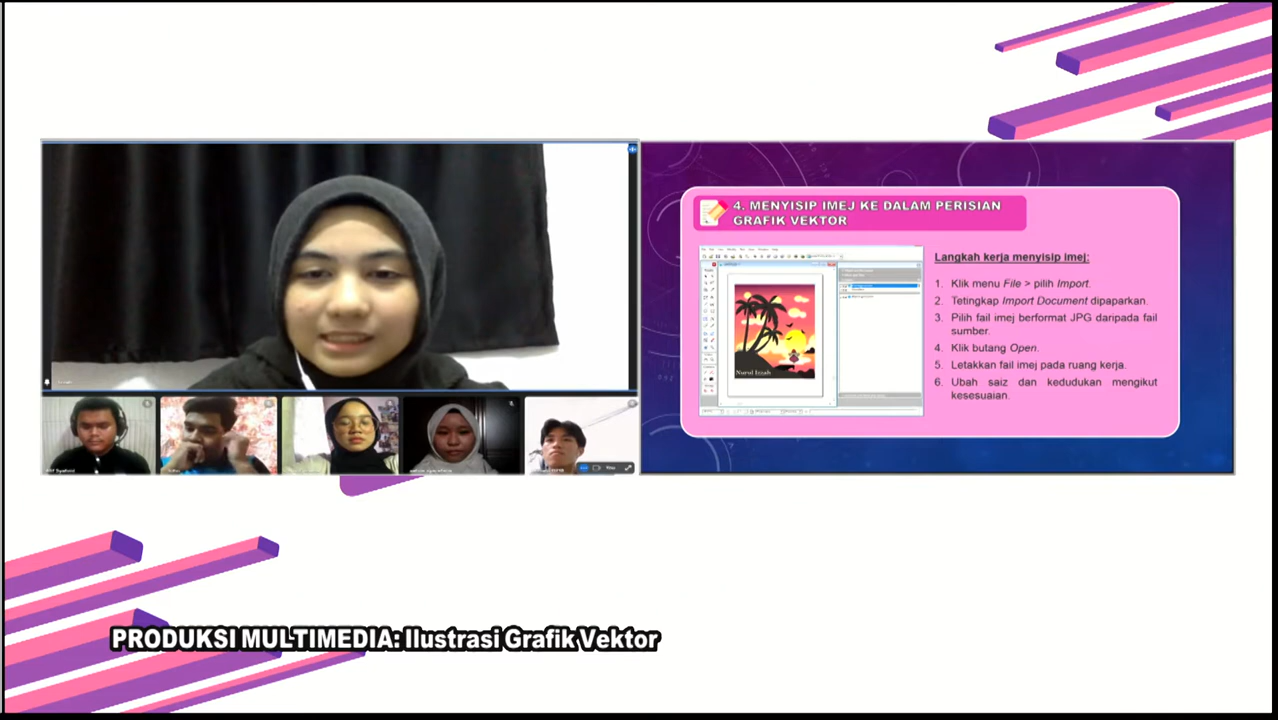 4. MENYISIP IMEJ KE DALAM PERISIAN
GRAFIK VEKTOR
Langkah kerja menyisip imej:
1. Klik menu File > pilih Import.
2. Tetingkap Import Document dipaparkan.
3. Pilih fail imej berformat JPG daripada fail
sumber.
4. Klik butang Open.
5. Letakkan fail imej pada ruang kerja.
6. Ubah saiz dan kedudukan mengikut
kesesuaian.
Nurul Izzah
PRODUKSI MULTIMEDIA: Ilustrasi Grafik Vektor